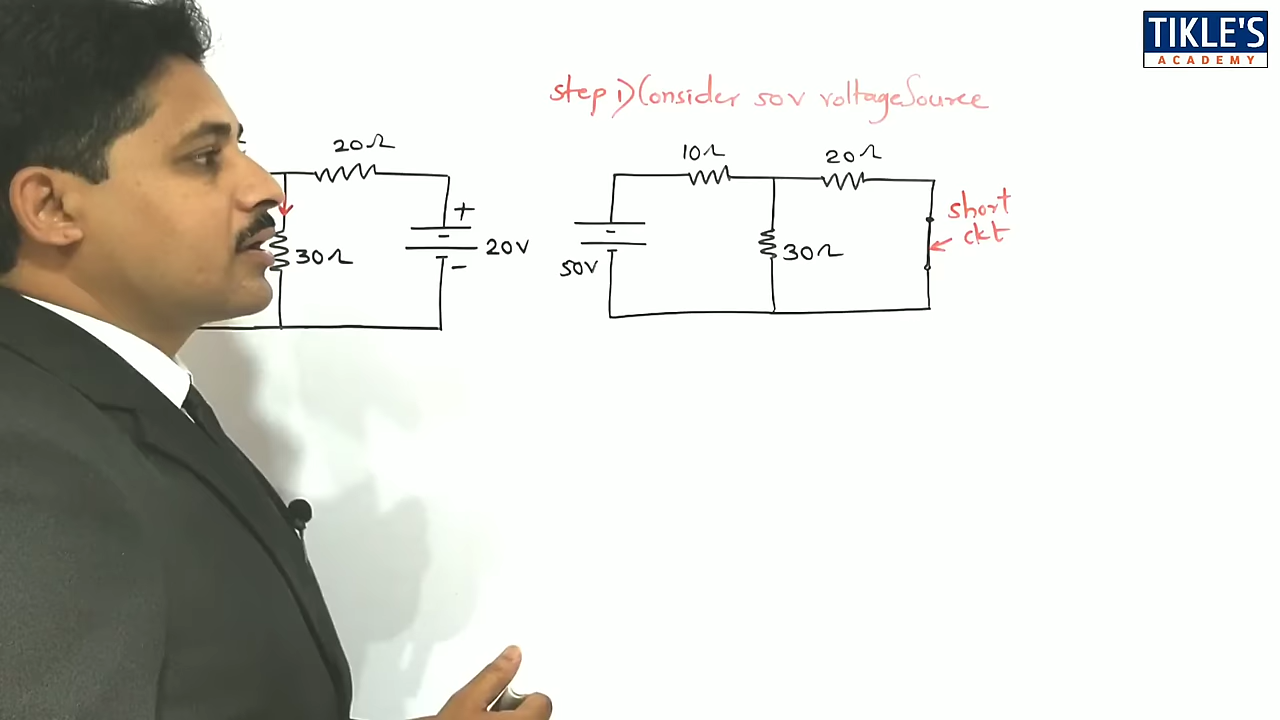 TIKLE'S
ACADEMY
step 1) Consider 50V voltage Source
20Ω
+
30Ω
20V
-
10Ω
20Ω
short
ckt
30Ω
50V